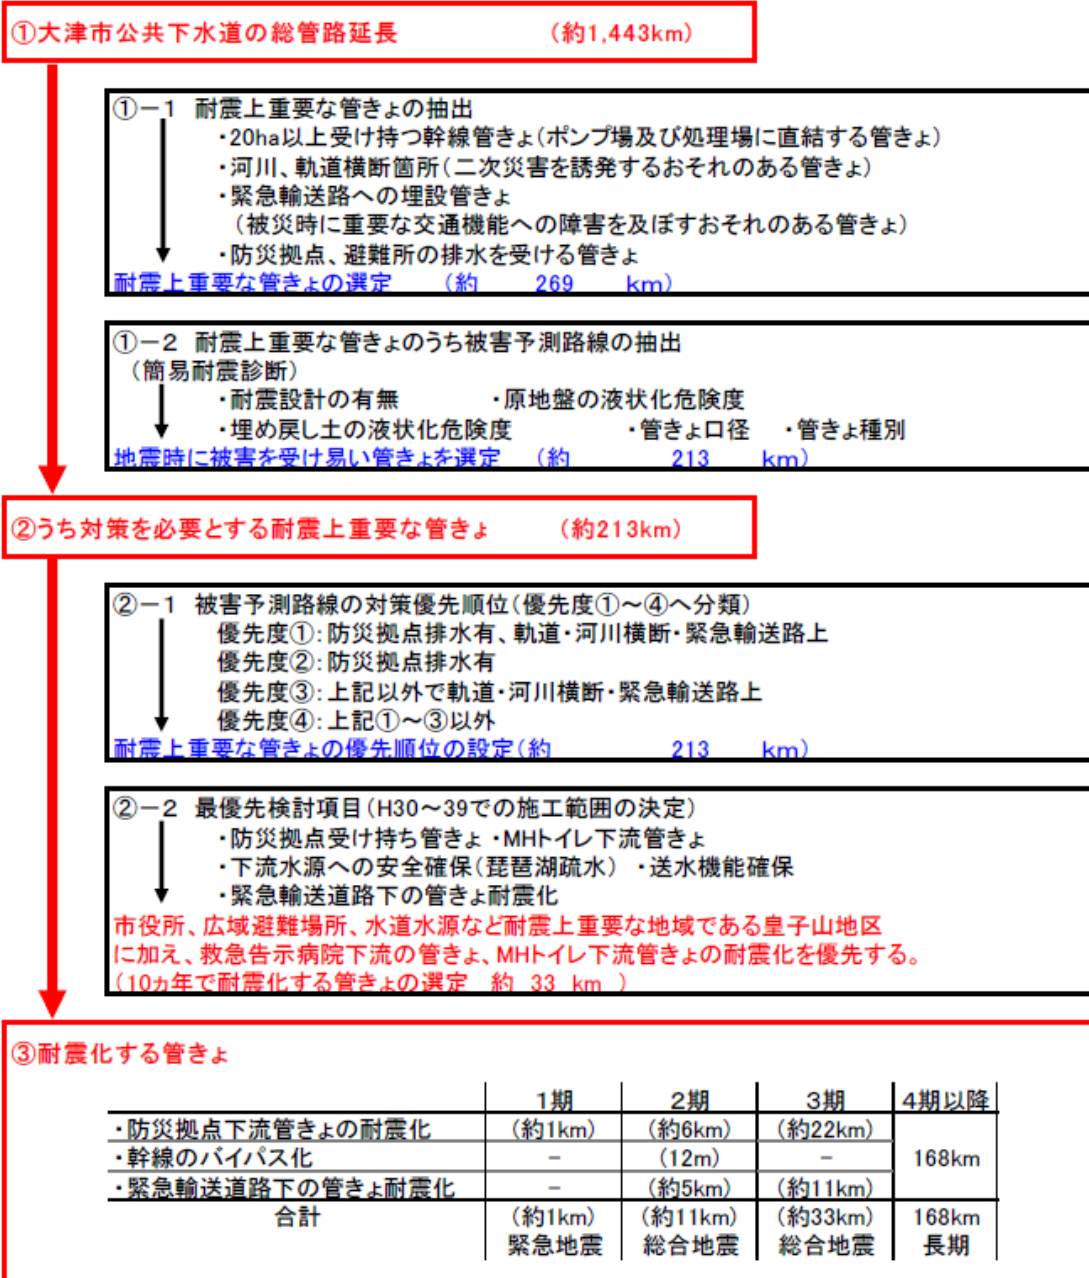 ①大津市公共下水道の総管路延長 （約1,443km）
①－１ 耐震上重要な管きょの抽出
・20ha以上受け持つ幹線管きょ（ポンプ場及び処理場に直結する管きょ）
・河川、軌道横断箇所（二次災害を誘発するおそれのある管きょ）
・緊急輸送路への埋設管きょ
（被災時に重要な交通機能への障害を及ぼすおそれのある管きょ）
・防災拠点、避難所の排水を受ける管きょ
耐震上重要な管きょの選定 （約 269 km）
①－２ 耐震上重要な管きょのうち被害予測路線の抽出
（簡易耐震診断）
・耐震設計の有無 ・原地盤の液状化危険度
・埋め戻し土の液状化危険度 ・管きょ口径 ・管きょ種別
地震時に被害を受け易い管きょを選定 （約 213 km）
②うち対策を必要とする耐震上重要な管きょ （約213km）
②－１ 被害予測路線の対策優先順位（優先度①～④へ分類）
優先度①：防災拠点排水有、軌道・河川横断・緊急輸送路上
優先度②：防災拠点排水有
優先度③：上記以外で軌道・河川横断・緊急輸送路上
優先度④：上記①～③以外
耐震上重要な管きょの優先順位の設定（約 213 km）
②－２ 最優先検討項目（H30～39での施工範囲の決定）
・防災拠点受け持ち管きょ ・MHトイレ下流管きょ
・下流水源への安全確保（琵琶湖疏水） ・送水機能確保
・緊急輸送道路下の管きょ耐震化
市役所、広域避難場所、水道水源など耐震上重要な地域である皇子山地区
に加え、救急告示病院下流の管きょ、MHトイレ下流管きょの耐震化を優先する。
（10ヵ年で耐震化する管きょの選定 約 33 km ）
③耐震化する管きょ
1期 2期 3期 4期以降
・防災拠点下流管きょの耐震化 （約1km） （約6km） （約22km）
・幹線のバイパス化 － （12m） － 168km
・緊急輸送道路下の管きょ耐震化 － （約5km） （約11km）
合計 （約1km） （約11km） （約33km） 168km
緊急地震 総合地震 総合地震 長期